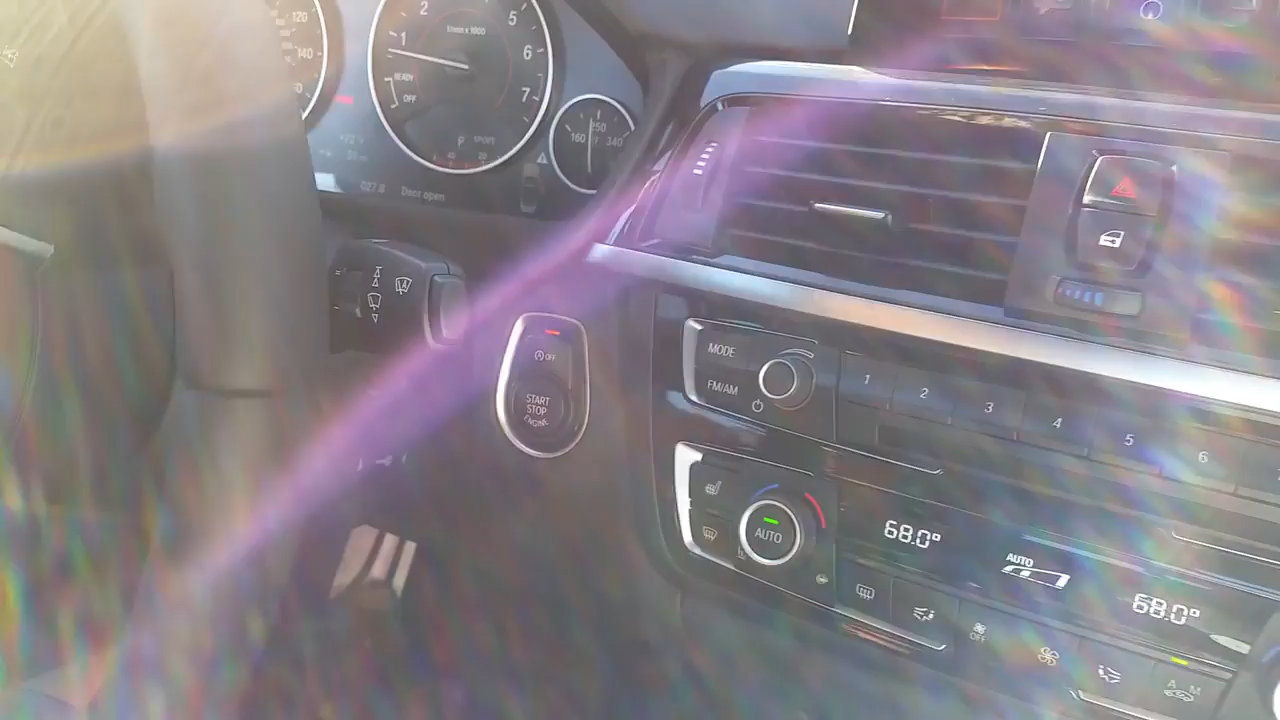 120
140
2
5
1/min x 1000
1
6
READY
7
OFF
P SPORT
250
160 °F 340
Door open
OFF
START
STOP
ENGINE
MODE
FM/AM
1 2 3 4 5 6
AUTO
68.0°
AUTO
68.0°
OFF
A M